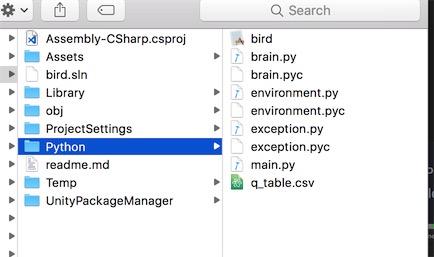 Search
Assembly-CSharp.csproj
Assets
bird.sln
Library
obj
ProjectSettings
Python
readme.md
Temp
UnityPackageManager
bird
brain.py
brain.pyc
environment.py
environment.pyc
exception.py
exception.pyc
main.py
q_table.csv